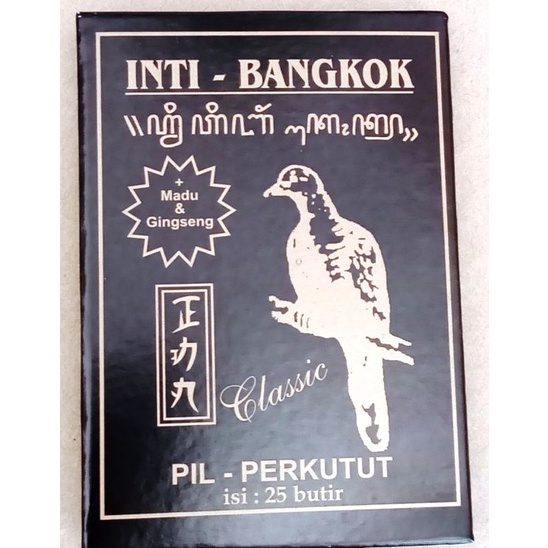 INTI - BANGKOK
+
Madu
&
Gingseng
正
功
丸
Classic
PIL - PERKUTUT
isi : 25 butir